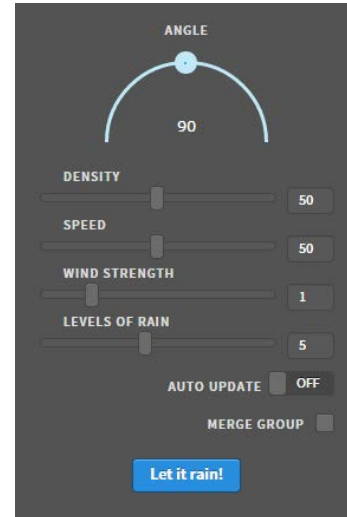 ANGLE
90
DENSITY
50
SPEED
50
WIND STRENGTH
1
LEVELS OF RAIN
5
AUTO UPDATE OFF
MERGE GROUP
Let it rain!